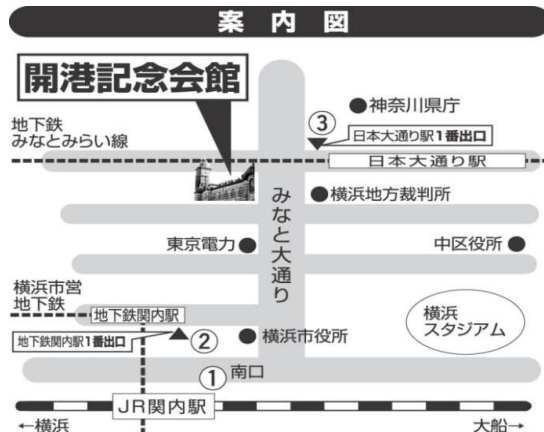 案内図
開港記念会館
神奈川県庁
③
地下鉄
みなとみらい線
日本大通り駅1番出口
日本大通り駅
横浜地方裁判所
みなと大通り
東京電力
中区役所
横浜市営
地下鉄
地下鉄関内駅
地下鉄関内駅1番出口
②
横浜市役所
横浜
スタジアム
①
南口
JR関内駅
←横浜
大船→